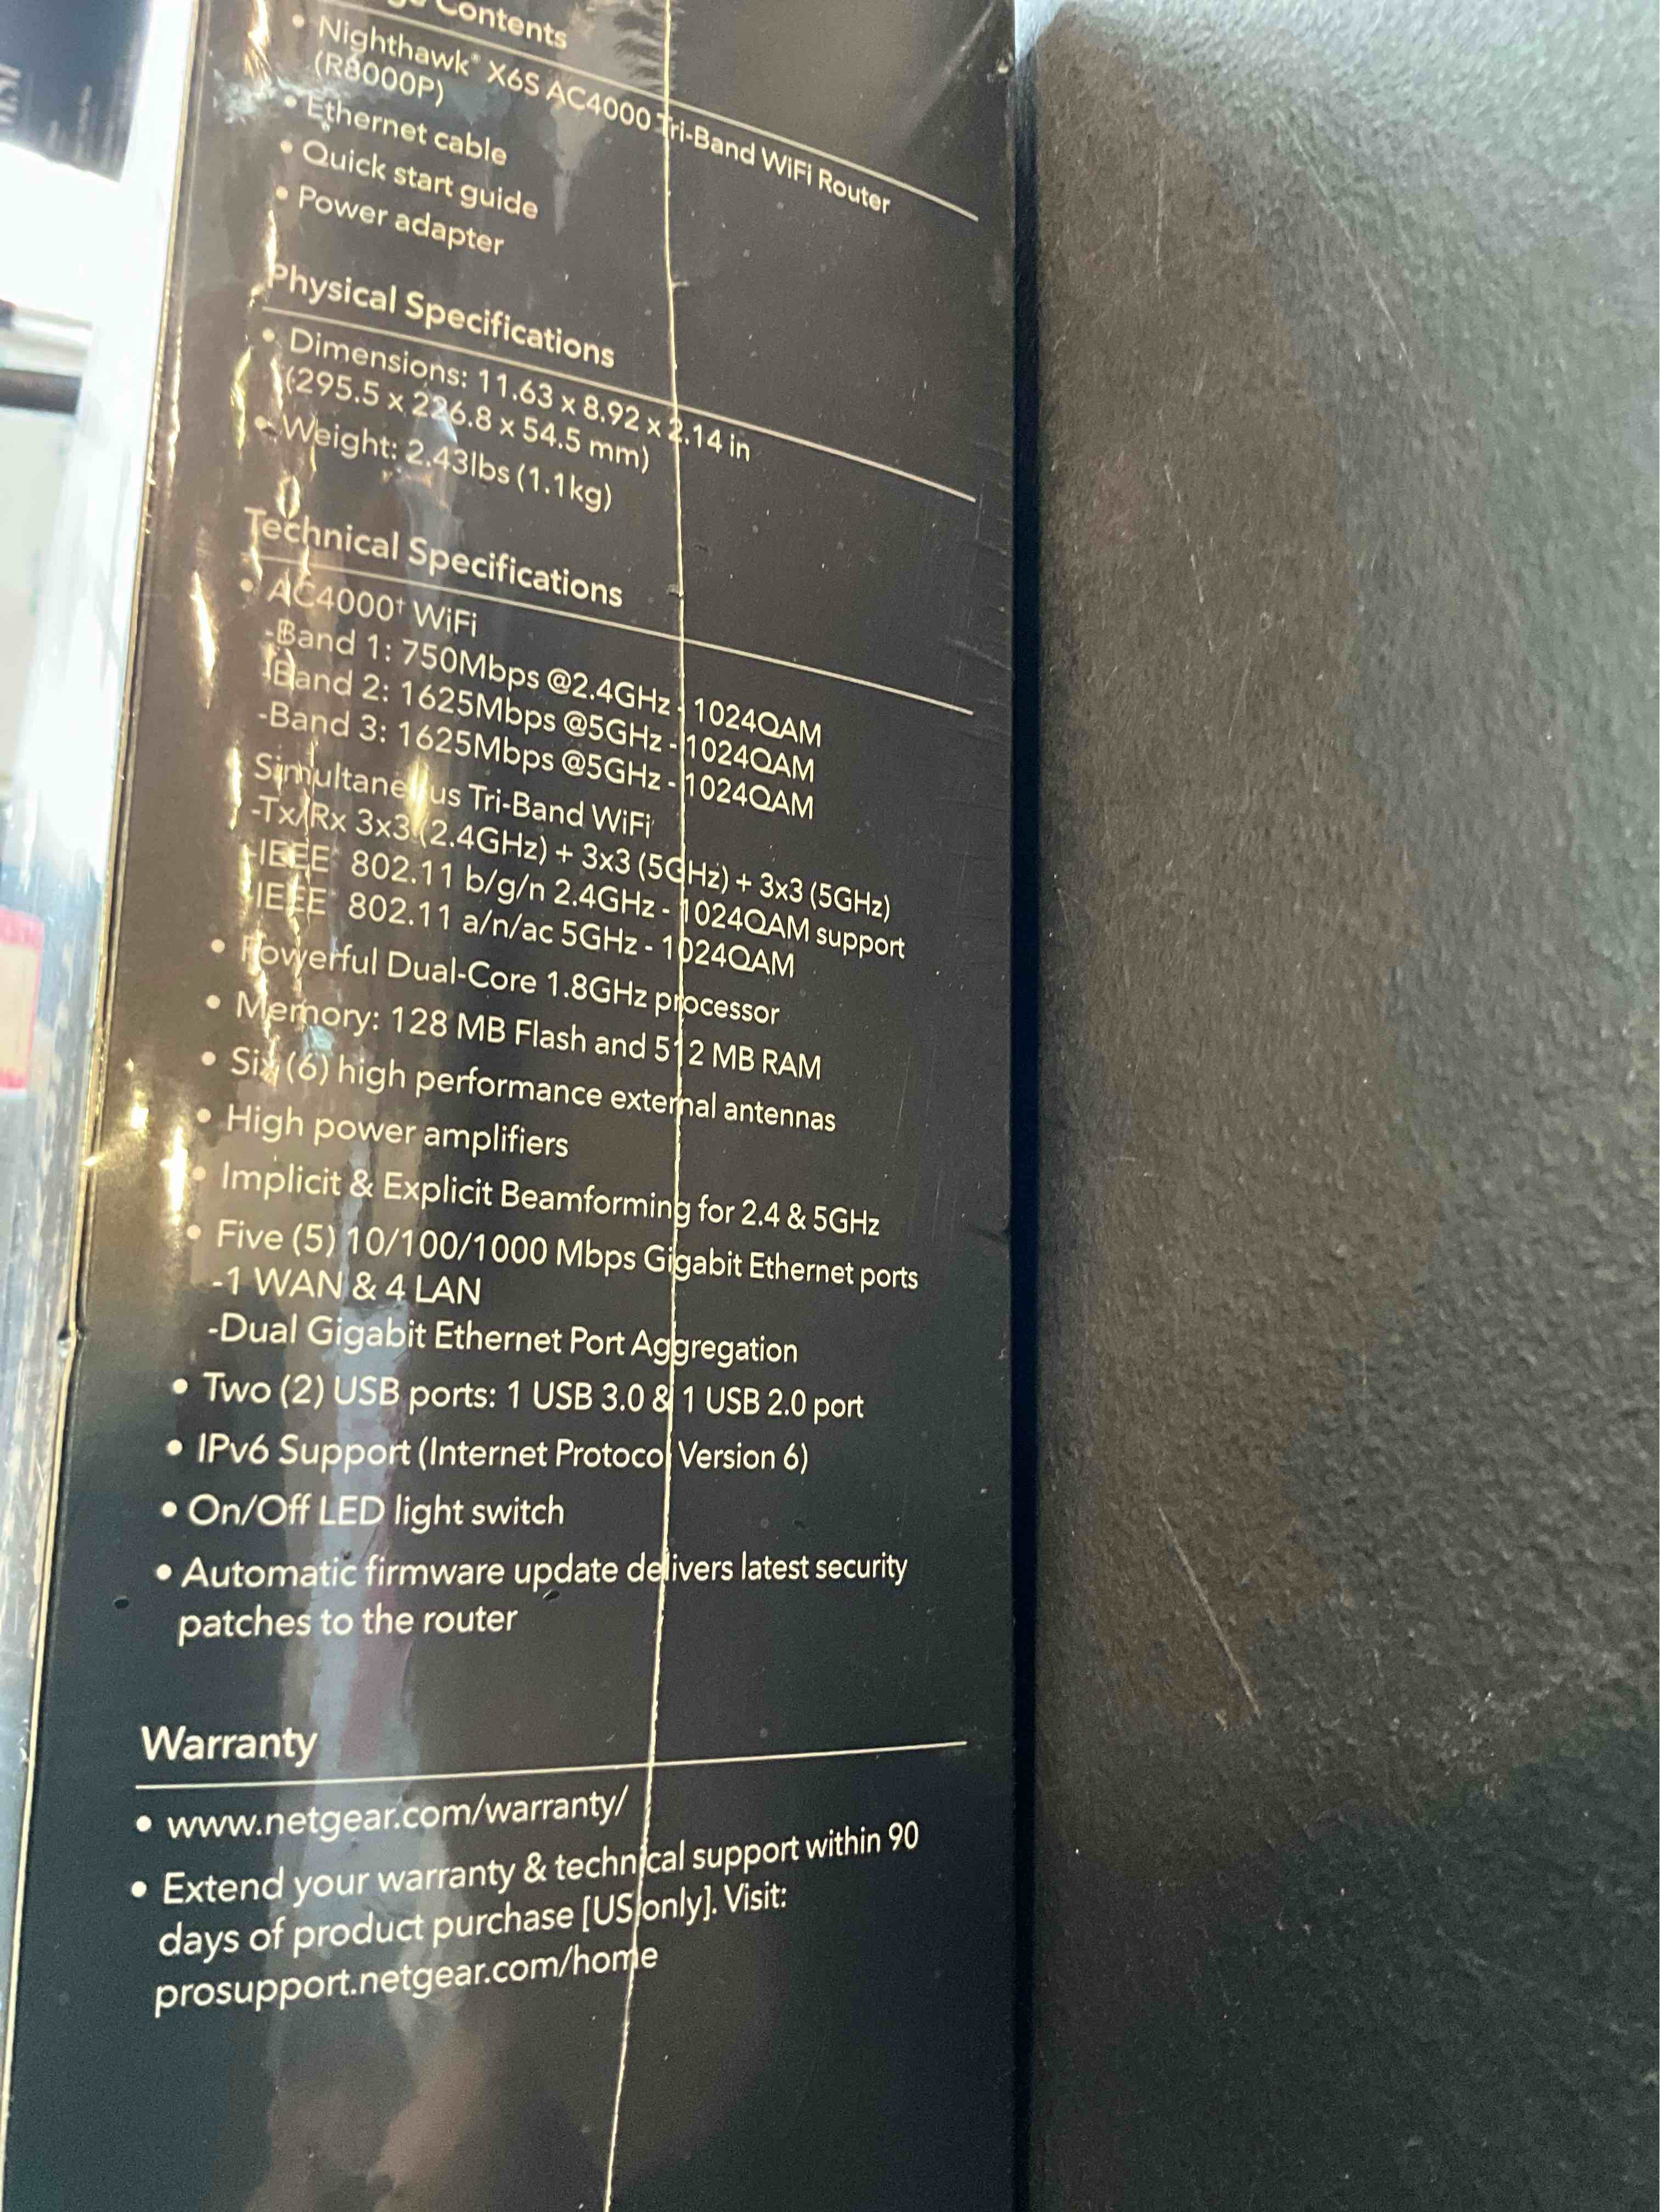 Contents
• Nighthawk® X6S AC4000 Tri-Band WiFi Router
(R8000P)
• Ethernet cable
• Quick start guide
• Power adapter
Physical Specifications
• Dimensions: 11.63 x 8.92 x 2.14 in
(295.5 x 226.8 x 54.5 mm)
• Weight: 2.43lbs (1.1kg)
Technical Specifications
• AC4000† WiFi
-Band 1: 750Mbps @2.4GHz - 1024QAM
-Band 2: 1625Mbps @5GHz - 1024QAM
-Band 3: 1625Mbps @5GHz - 1024QAM
• Simultaneous Tri-Band WiFi
-Tx/Rx 3x3 (2.4GHz) + 3x3 (5GHz) + 3x3 (5GHz)
-IEEE® 802.11 b/g/n 2.4GHz - 1024QAM support
-IEEE® 802.11 a/n/ac 5GHz - 1024QAM
• Powerful Dual-Core 1.8GHz processor
• Memory: 128 MB Flash and 512 MB RAM
• Six (6) high performance external antennas
• High power amplifiers
• Implicit & Explicit Beamforming for 2.4 & 5GHz
• Five (5) 10/100/1000 Mbps Gigabit Ethernet ports
-1 WAN & 4 LAN
-Dual Gigabit Ethernet Port Aggregation
• Two (2) USB ports: 1 USB 3.0 & 1 USB 2.0 port
• IPv6 Support (Internet Protocol Version 6)
• On/Off LED light switch
• Automatic firmware update delivers latest security
patches to the router
Warranty
• www.netgear.com/warranty/
• Extend your warranty & technical support within 90
days of product purchase [US only]. Visit:
prosupport.netgear.com/home